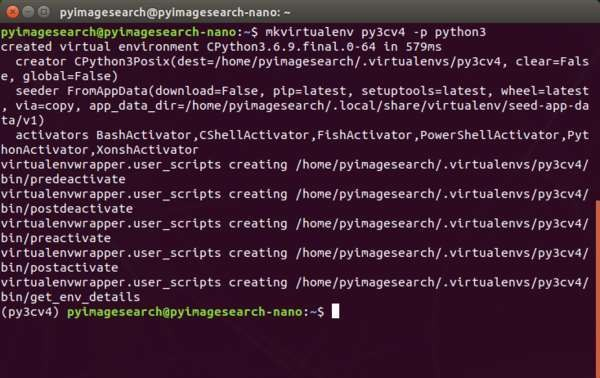 pyimagesearch@pyimagesearch-nano: ~
pyimagesearch@pyimagesearch-nano:~$ mkvirtualenv py3cv4 -p python3
created virtual environment CPython3.6.9.final.0-64 in 579ms
  creator CPython3Posix(dest=/home/pyimagesearch/.virtualenvs/py3cv4, clear=Fals
e, global=False)
  seeder FromAppData(download=False, pip=latest, setuptools=latest, wheel=latest
, via=copy, app_data_dir=/home/pyimagesearch/.local/share/virtualenv/seed-app-da
ta/v1)
  activators BashActivator,CShellActivator,FishActivator,PowerShellActivator,Pyt
honActivator,XonshActivator
virtualenvwrapper.user_scripts creating /home/pyimagesearch/.virtualenvs/py3cv4/
bin/predeactivate
virtualenvwrapper.user_scripts creating /home/pyimagesearch/.virtualenvs/py3cv4/
bin/postdeactivate
virtualenvwrapper.user_scripts creating /home/pyimagesearch/.virtualenvs/py3cv4/
bin/preactivate
virtualenvwrapper.user_scripts creating /home/pyimagesearch/.virtualenvs/py3cv4/
bin/postactivate
virtualenvwrapper.user_scripts creating /home/pyimagesearch/.virtualenvs/py3cv4/
bin/get_env_details
(py3cv4) pyimagesearch@pyimagesearch-nano:~$